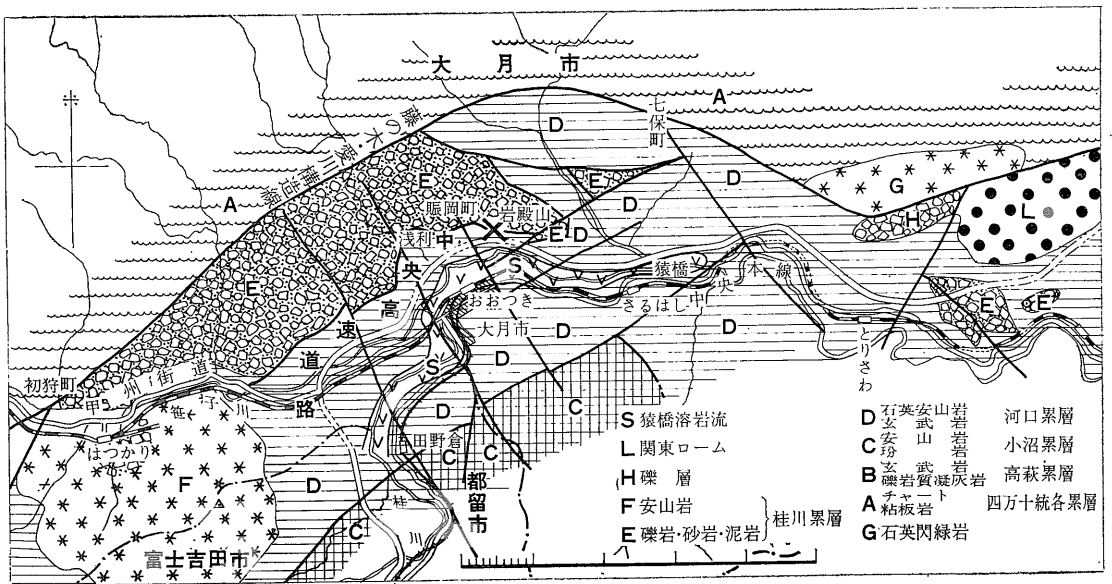 大月市
A
七保町
D
藤の木・愛川構造線
G
D
E
E
A
賑岡町
岩殿山
D
H
L
浅利
E
D
中央高速道路
S
猿橋
中央本線
E
おおつき
さるはし
E
E
大月市
D
D
とりさわ
S
D
初狩町
甲州街道
笹子川
D
C
はつかり
田野倉
C
C
F
D
都留市
桂川
C
富士吉田市
S 猿橋溶岩流
L 関東ローム
H 礫層
F 安山岩
E 礫岩・砂岩・泥岩
桂川累層
D 石英安山岩 玄武岩 河口累層
C 安山岩 玢岩 小沼累層
B 玄武岩 礫岩質凝灰岩 高萩累層
A チャート 粘板岩 四万十統各累層
G 石英閃緑岩